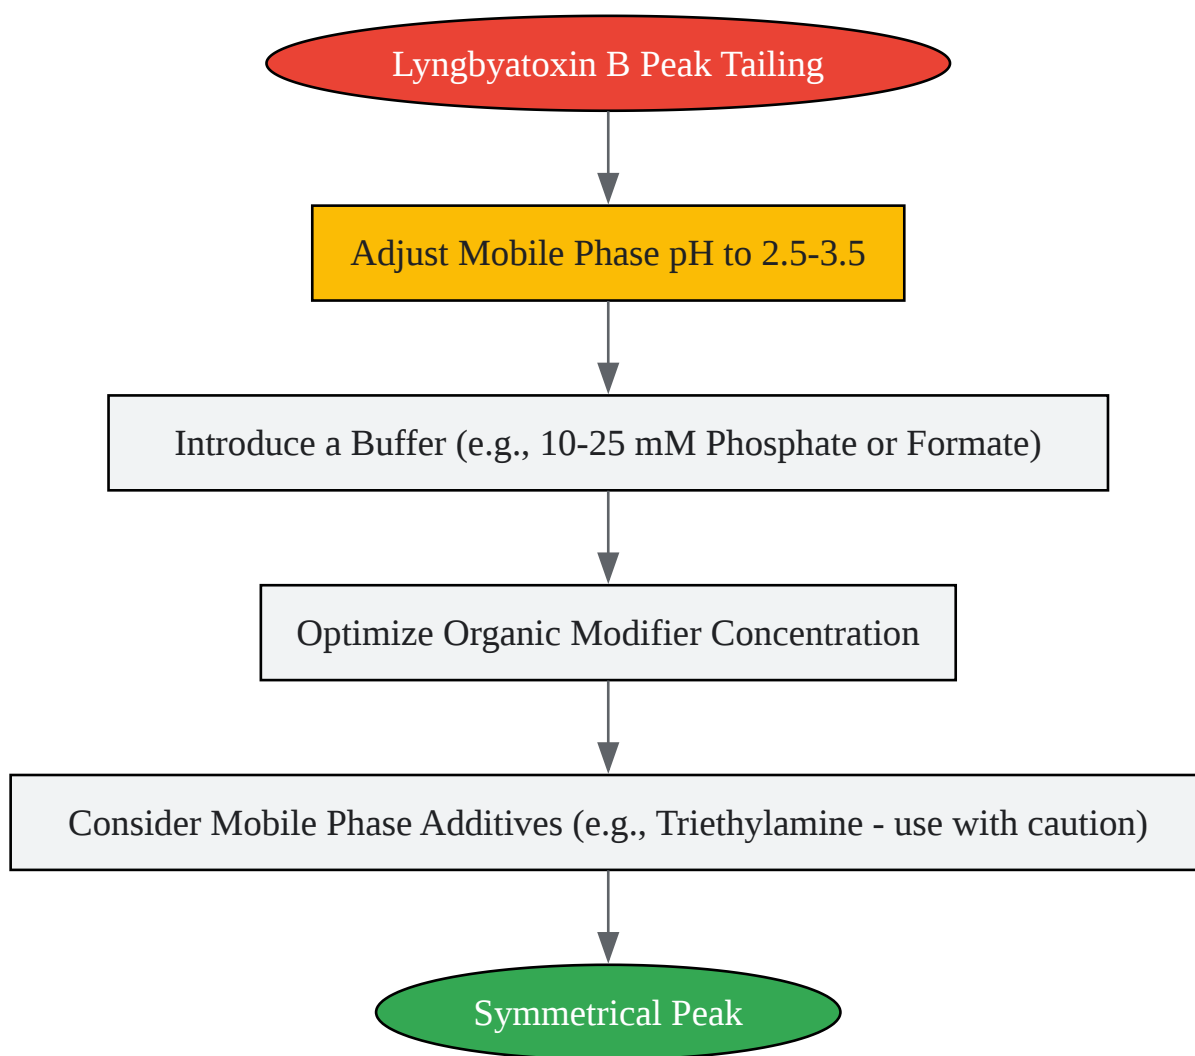 Lyngbyatoxin B Peak Tailing
Adjust Mobile Phase pH to 2.5-3.5
Introduce a Buffer (e.g., 10-25 mM Phosphate or Formate)
Optimize Organic Modifier Concentration
Consider Mobile Phase Additives (e.g., Triethylamine - use with caution)
Symmetrical Peak